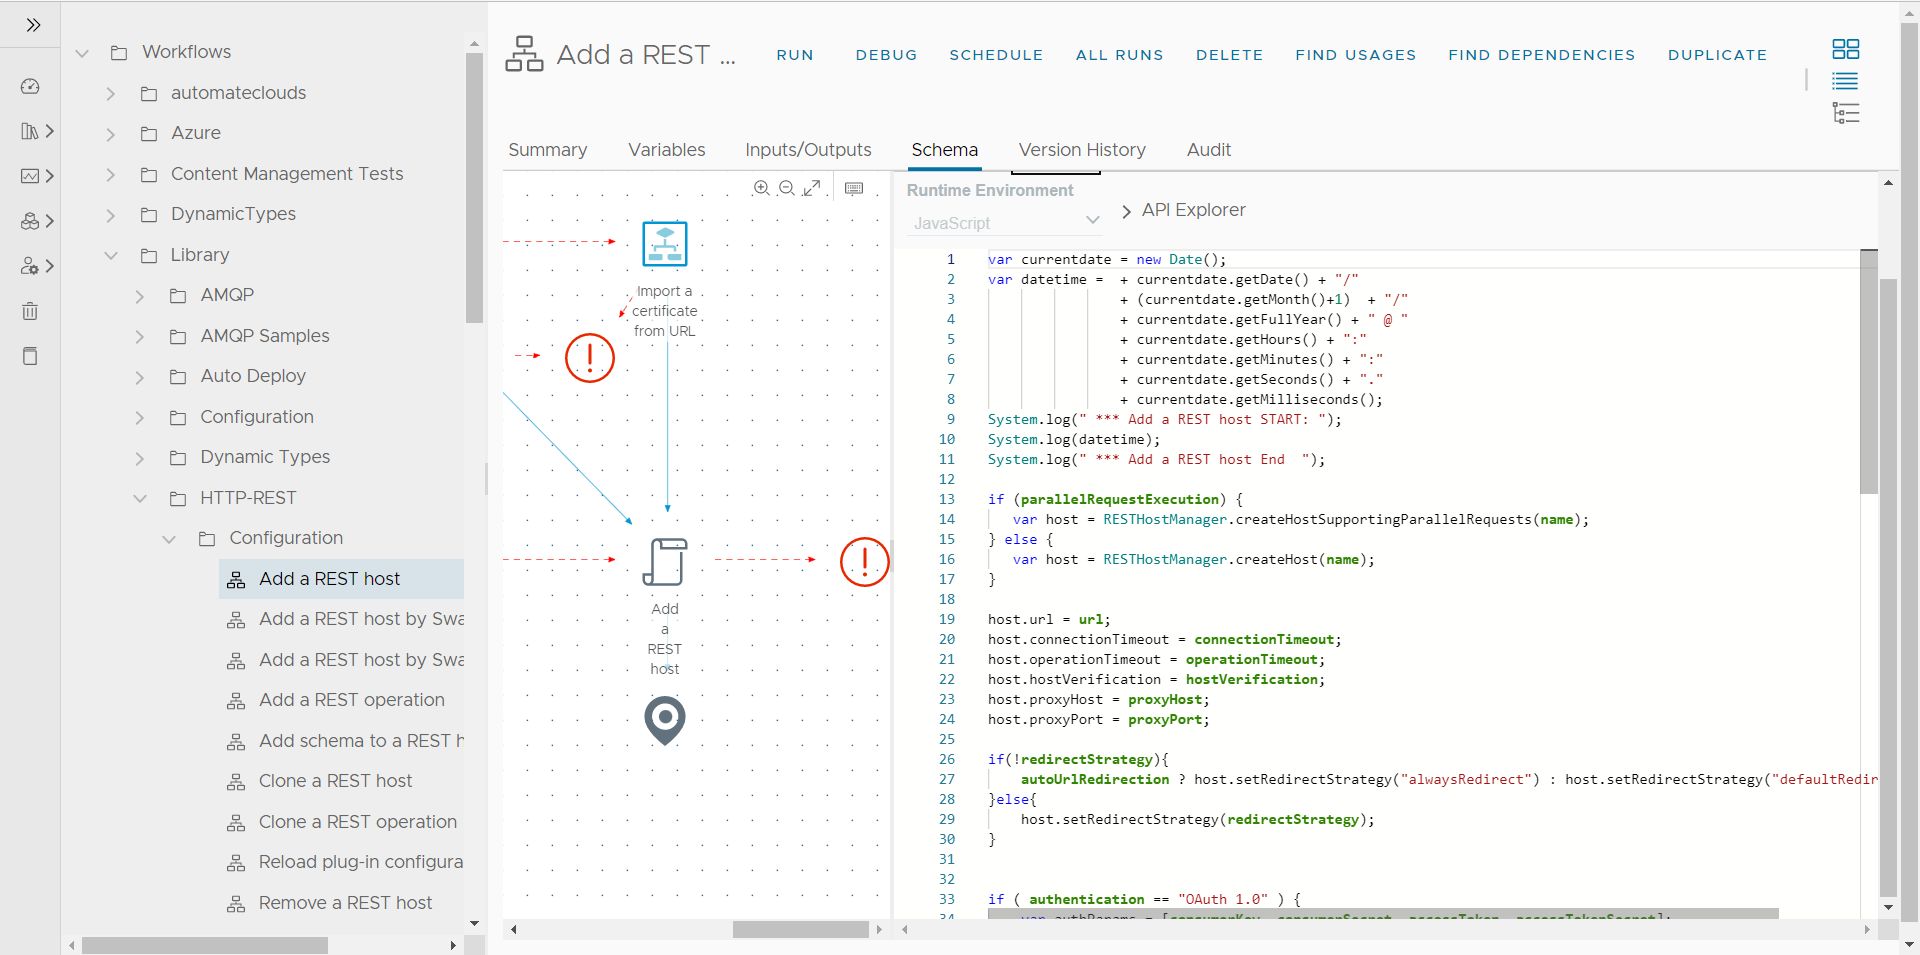 Workflows
automateclouds
Azure
Content Management Tests
DynamicTypes
Library
AMQP
AMQP Samples
Auto Deploy
Configuration
Dynamic Types
HTTP-REST
Configuration
Add a REST host
Add a REST host by Swa
Add a REST host by Swa
Add a REST operation
Add schema to a REST h
Clone a REST host
Clone a REST operation
Reload plug-in configura
Remove a REST host
Add a REST ...
RUN DEBUG SCHEDULE ALL RUNS DELETE FIND USAGES FIND DEPENDENCIES DUPLICATE
Summary Variables Inputs/Outputs Schema Version History Audit
Import a
certificate
from URL
Add
a
REST
host
Runtime Environment
JavaScript
API Explorer
1 var currentdate = new Date();
2 var datetime =  + currentdate.getDate() + "/"
3 + (currentdate.getMonth()+1)  + "/"
4 + currentdate.getFullYear() + " @ "
5 + currentdate.getHours() + ":"
6 + currentdate.getMinutes() + ":"
7 + currentdate.getSeconds() + "."
8 + currentdate.getMilliseconds();
9 System.log(" *** Add a REST host START: ");
10 System.log(datetime);
11 System.log(" *** Add a REST host End  ");
12
13 if (parallelRequestExecution) {
14 var host = RESTHostManager.createHostSupportingParallelRequests(name);
15 } else {
16 var host = RESTHostManager.createHost(name);
17 }
18
19 host.url = url;
20 host.connectionTimeout = connectionTimeout;
21 host.operationTimeout = operationTimeout;
22 host.hostVerification = hostVerification;
23 host.proxyHost = proxyHost;
24 host.proxyPort = proxyPort;
25
26 if(!redirectStrategy){
27 autoUrlRedirection ? host.setRedirectStrategy("alwaysRedirect") : host.setRedirectStrategy("defaultRedir
28 }else{
29 host.setRedirectStrategy(redirectStrategy);
30 }
31
32
33 if ( authentication == "OAuth 1.0" ) {
34